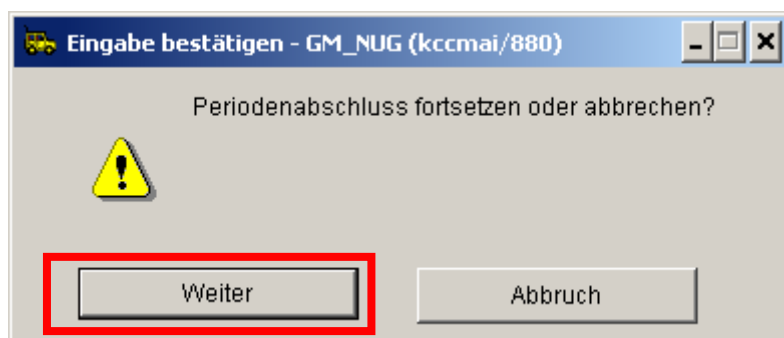 Eingabe bestätigen - GM_NUG (kccmai/880)
Periodenabschluss fortsetzen oder abbrechen?
Weiter
Abbruch